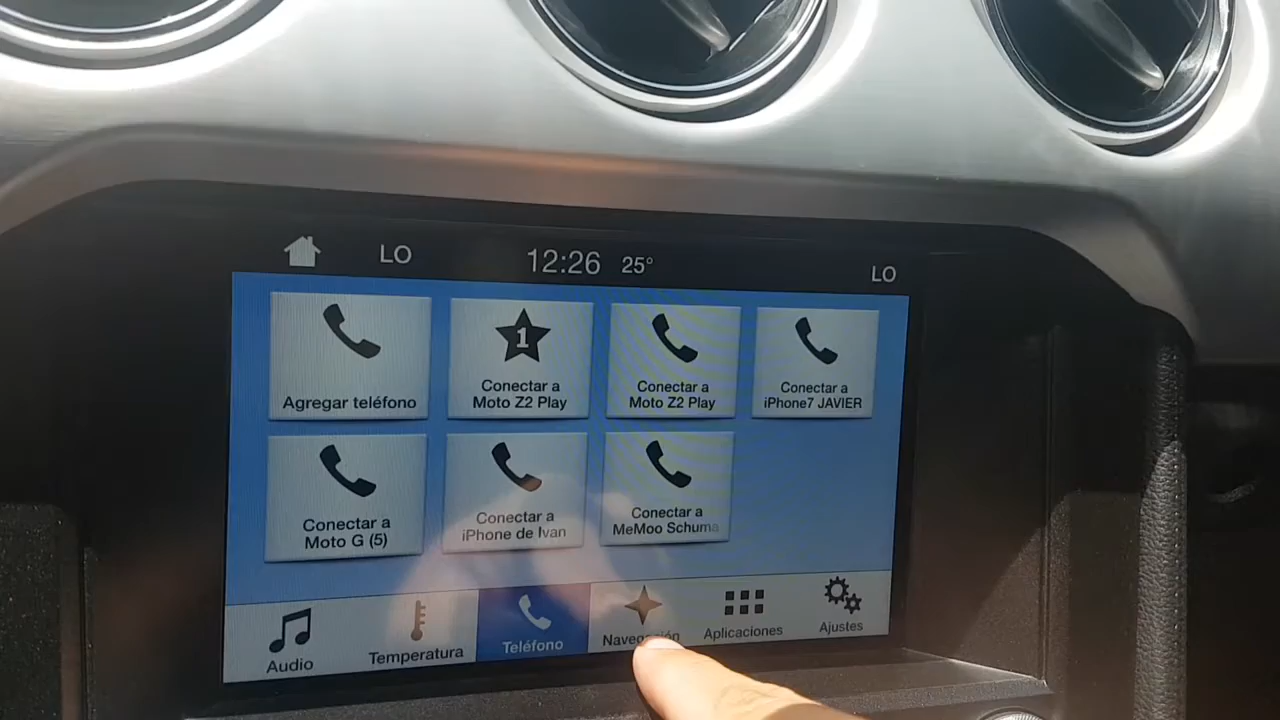 LO 12:26 25° LO
Agregar teléfono
1
Conectar a
Moto Z2 Play
Conectar a
Moto Z2 Play
Conectar a
iPhone7 JAVIER
Conectar a
Moto G (5)
Conectar a
iPhone de Ivan
Conectar a
MeMoo Schuma
Audio
Temperatura
Teléfono
Navegación
Aplicaciones
Ajustes